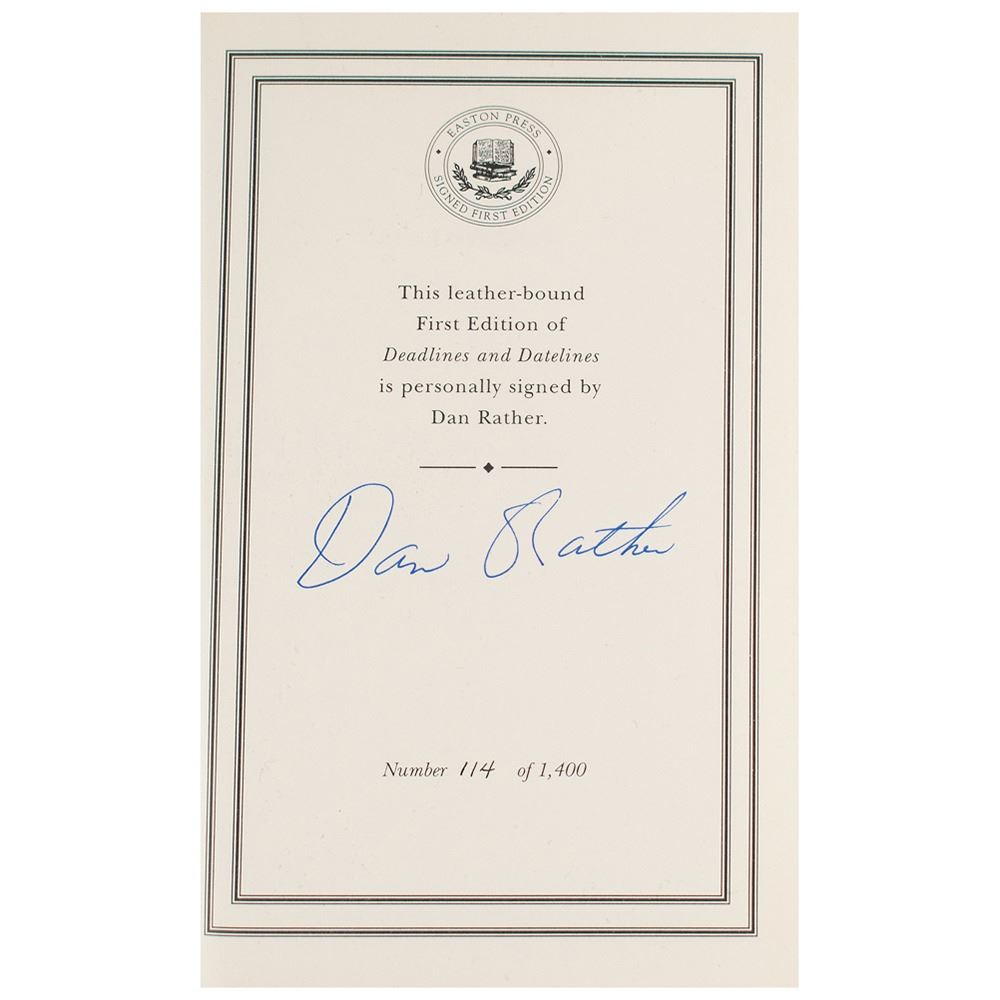 EASTON PRESS
SIGNED FIRST EDITION
This leather-bound
First Edition of
Deadlines and Datelines
is personally signed by
Dan Rather.
Dan Rather
Number 114 of 1,400